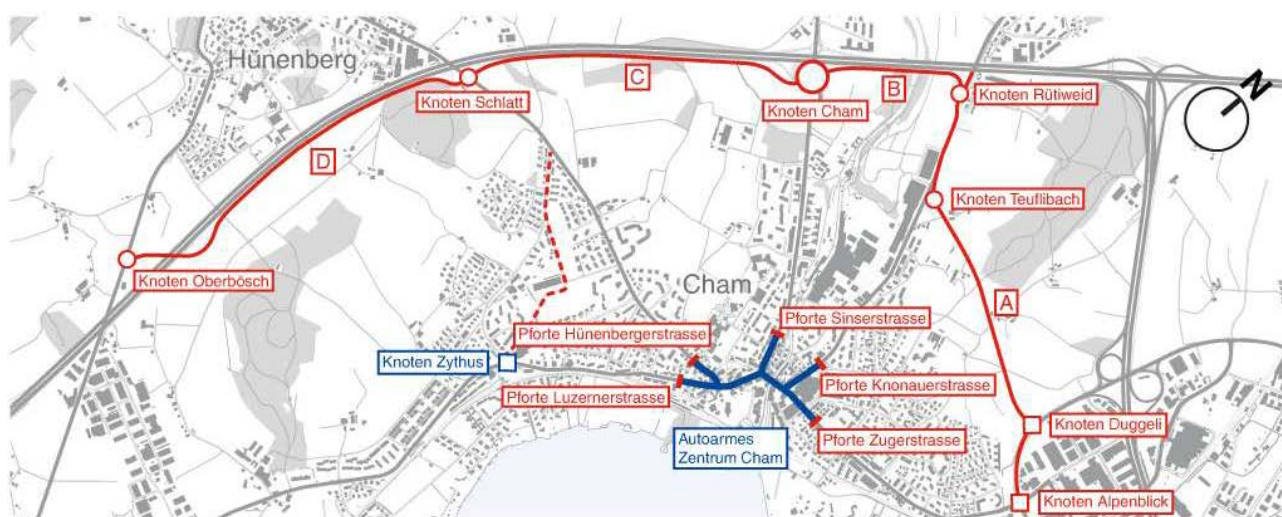 Hünenberg
C
B
N
Knoten Schlatt
Knoten Cham
Knoten Rütiweid
D
Knoten Teuflibach
Knoten Oberbösch
Cham
A
Pforte Sinserstrasse
Pforte Hünenbergerstrasse
Knoten Zythus
Pforte Knonauerstrasse
Pforte Luzernerstrasse
Knoten Duggeli
Pforte Zugerstrasse
Autoarmes
Zentrum Cham
Knoten Alpenblick